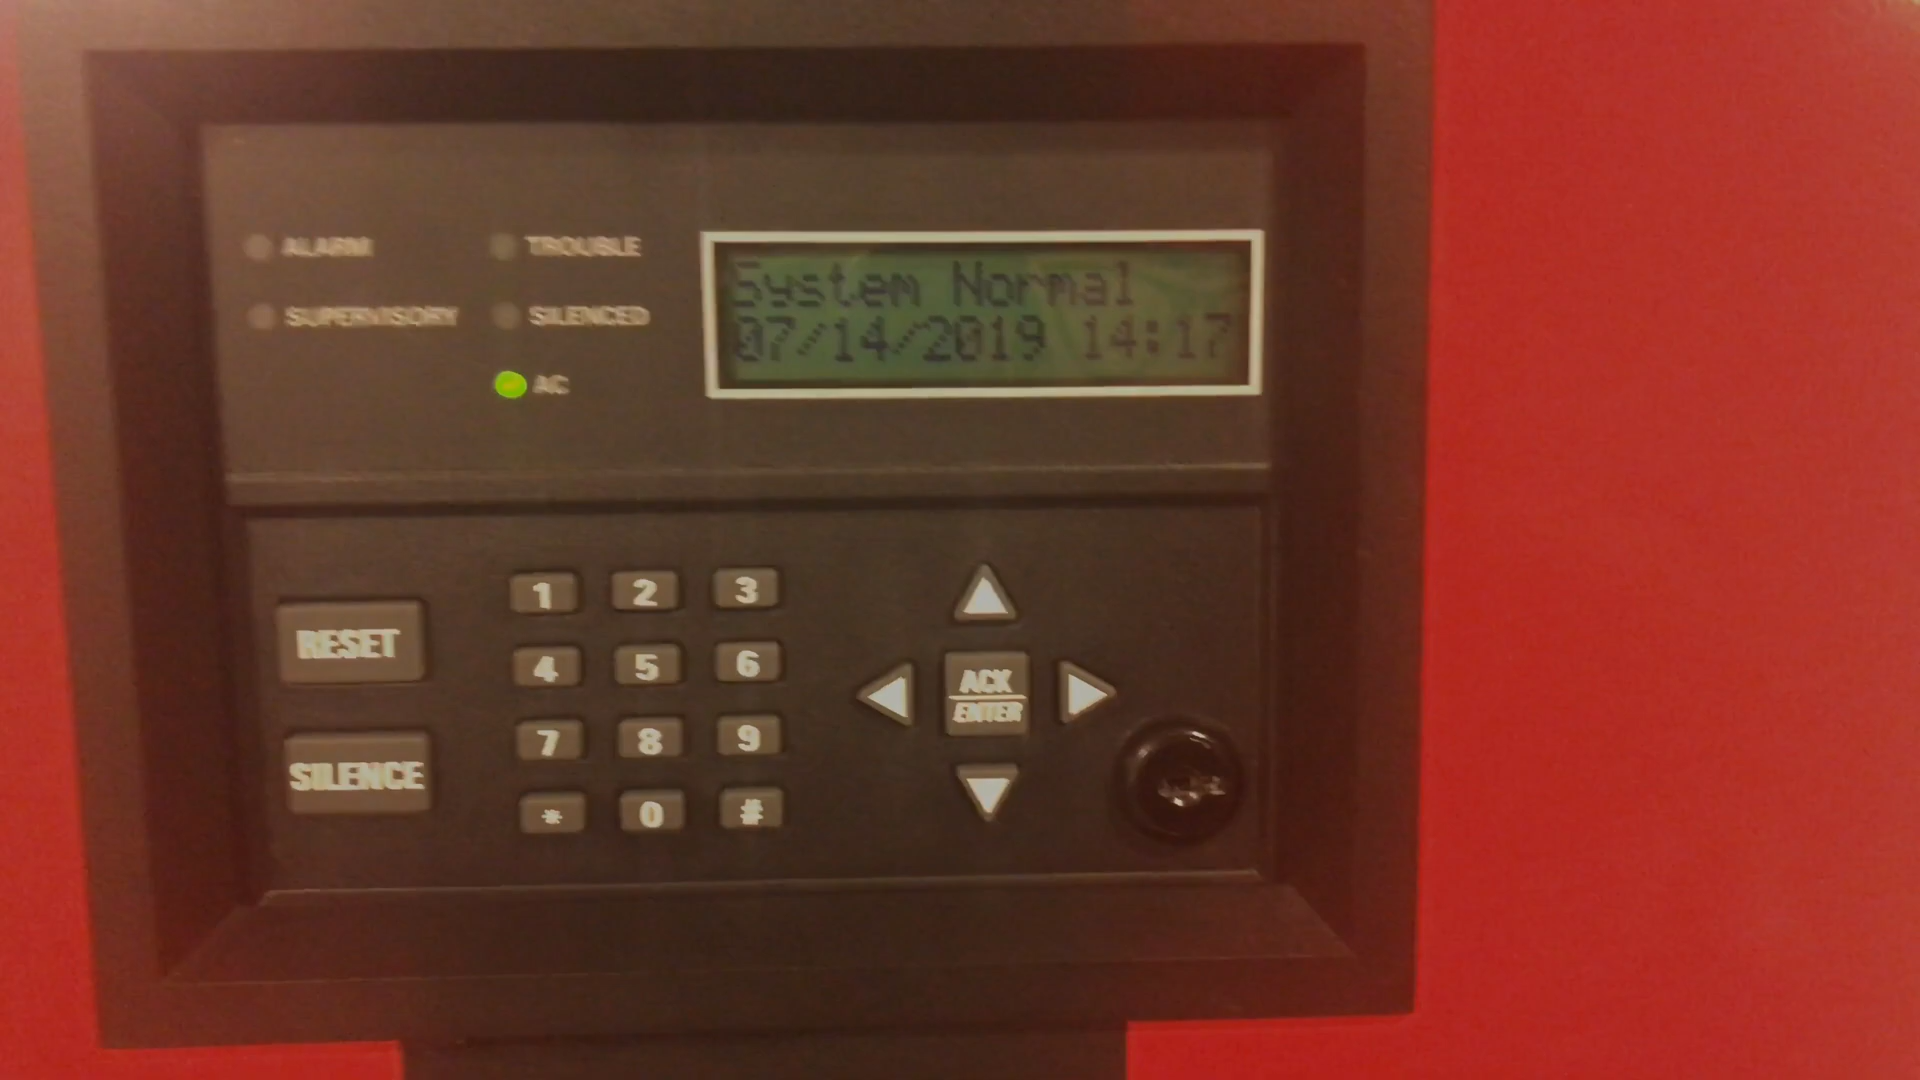 ALARM TROUBLE
SUPERVISORY SILENCED
AC
System Normal
07/14/2019 14:17
RESET
SILENCE
1 2 3
4 5 6
7 8 9
* 0 #
ACK
ENTER